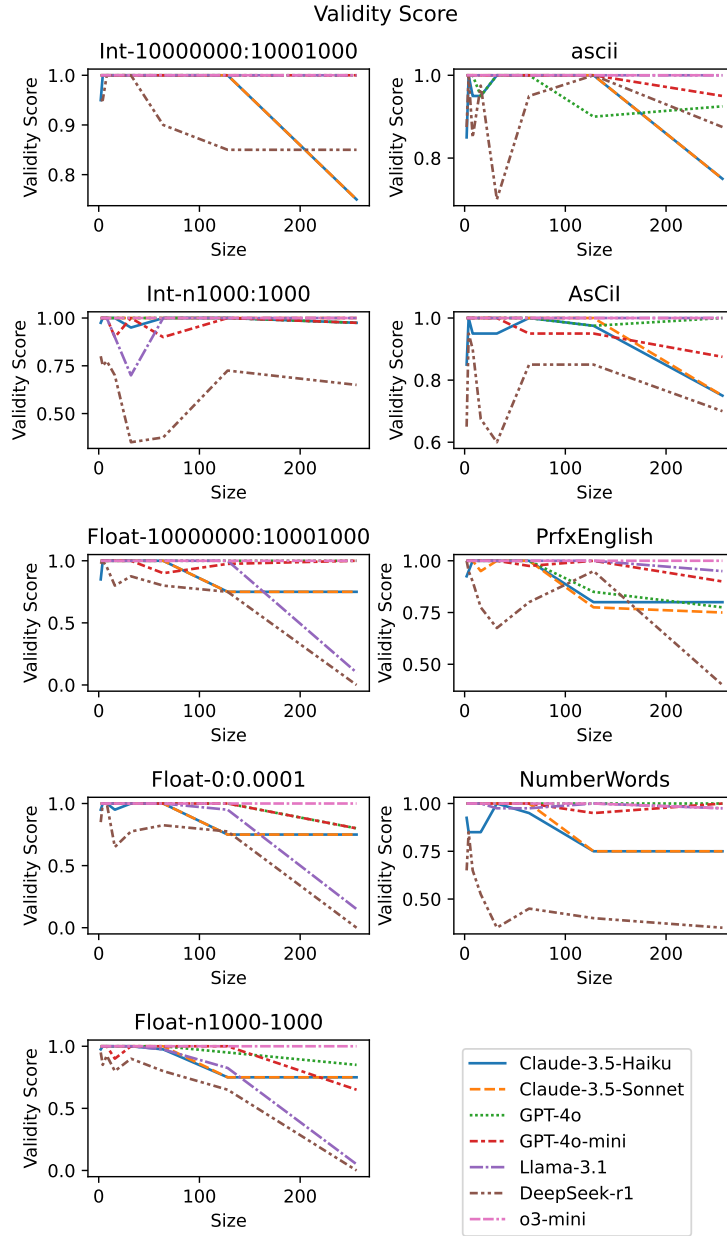 Validity Score
Int-10000000:10001000
Validity Score
1.0
0.9
0.8
0
100
200
Size
ascii
Validity Score
1.0
0.8
0
100
200
Size
Int-n1000:1000
Validity Score
1.00
0.75
0.50
0
100
200
Size
AsCiI
Validity Score
1.0
0.8
0.6
0
100
200
Size
Float-10000000:10001000
Validity Score
1.0
0.5
0.0
0
100
200
Size
PrfxEnglish
Validity Score
1.00
0.75
0.50
0
100
200
Size
Float-0:0.0001
Validity Score
1.0
0.5
0.0
0
100
200
Size
NumberWords
Validity Score
1.00
0.75
0.50
0
100
200
Size
Float-n1000-1000
Validity Score
1.0
0.5
0.0
0
100
200
Size
Claude-3.5-Haiku
Claude-3.5-Sonnet
GPT-4o
GPT-4o-mini
Llama-3.1
DeepSeek-r1
o3-mini